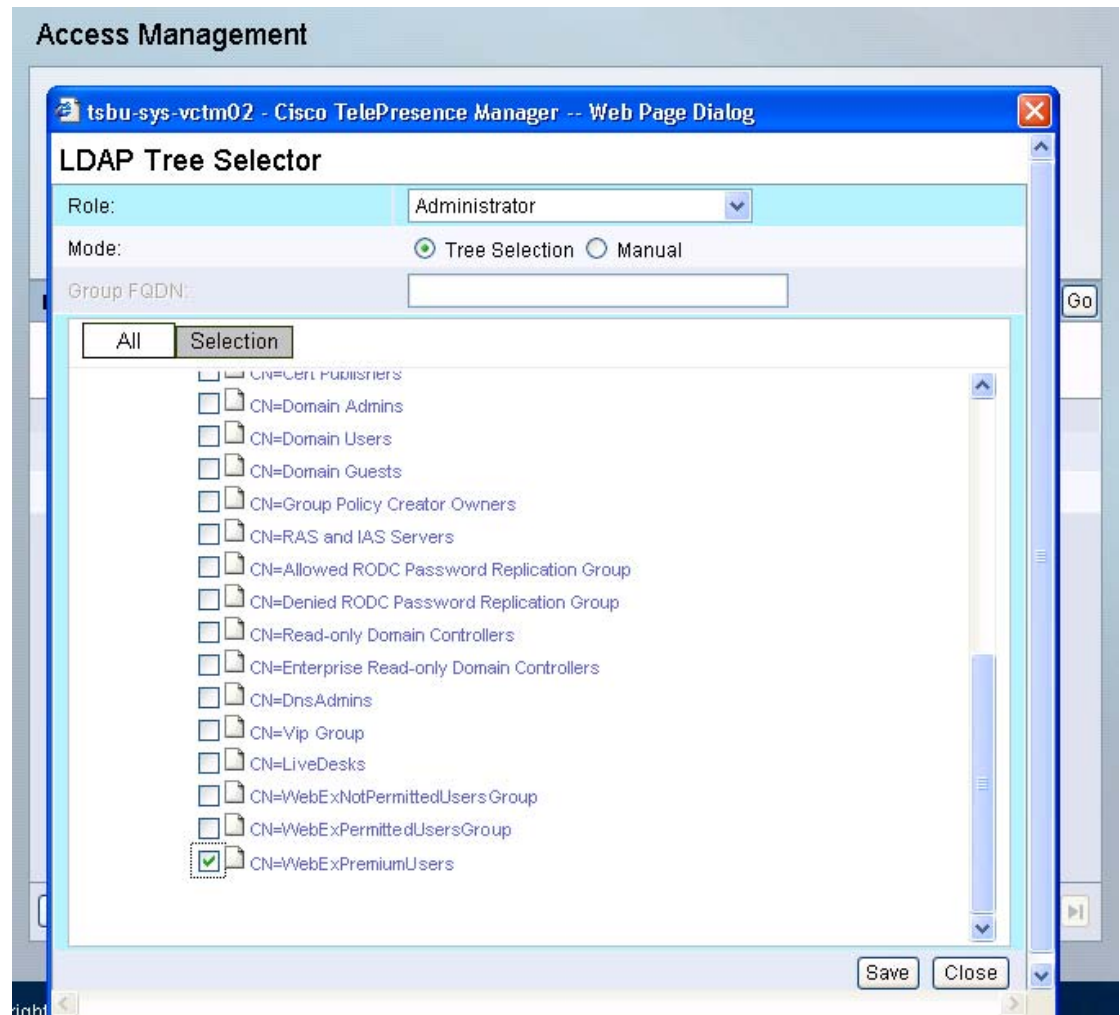 Access Management
tsbu-sys-vctm02 - Cisco TelePresence Manager -- Web Page Dialog
LDAP Tree Selector
Role: Administrator
Mode: Tree Selection Manual
Group FQDN:
Go
All Selection
CN=Cert Publishers
CN=Domain Admins
CN=Domain Users
CN=Domain Guests
CN=Group Policy Creator Owners
CN=RAS and IAS Servers
CN=Allowed RODC Password Replication Group
CN=Denied RODC Password Replication Group
CN=Read-only Domain Controllers
CN=Enterprise Read-only Domain Controllers
CN=DnsAdmins
CN=Vip Group
CN=LiveDesks
CN=WebExNotPermittedUsersGroup
CN=WebExPermittedUsersGroup
CN=WebExPremiumUsers
Save Close
right